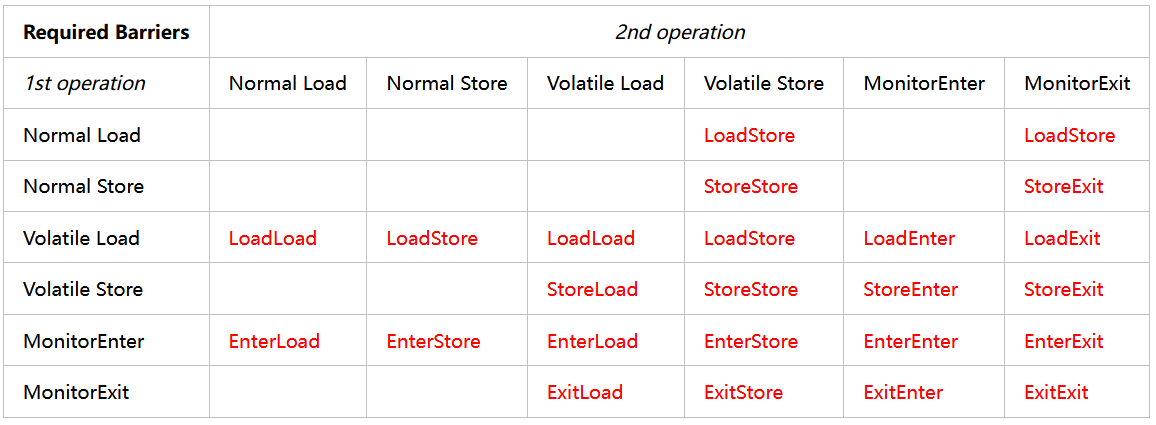 Required Barriers 2nd operation
1st operation Normal Load Normal Store Volatile Load Volatile Store MonitorEnter MonitorExit
Normal Load LoadStore LoadStore
Normal Store StoreStore StoreExit
Volatile Load LoadLoad LoadStore LoadLoad LoadStore LoadEnter LoadExit
Volatile Store StoreLoad StoreStore StoreEnter StoreExit
MonitorEnter EnterLoad EnterStore EnterLoad EnterStore EnterEnter EnterExit
MonitorExit ExitLoad ExitStore ExitEnter ExitExit